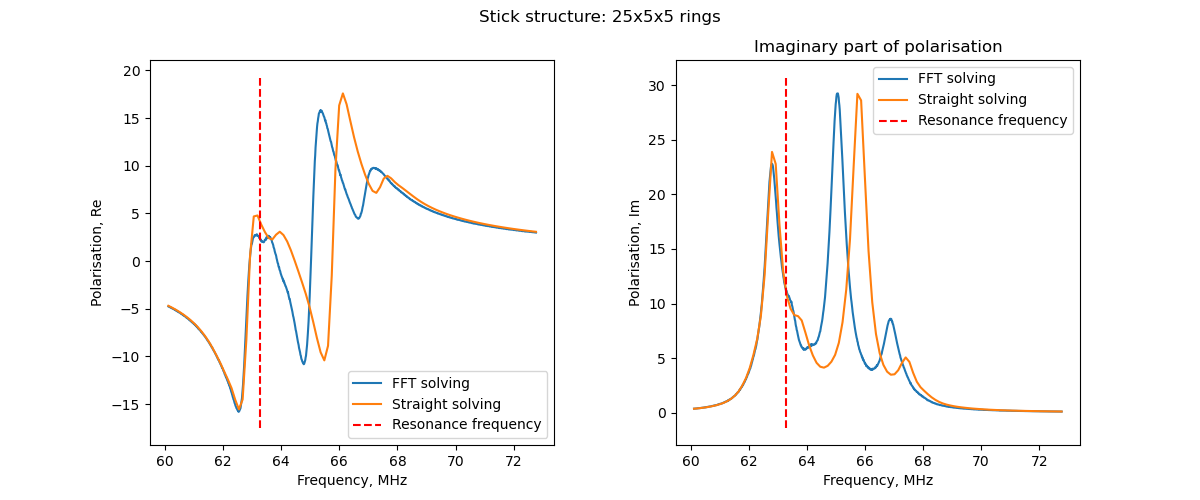 Stick structure: 25x5x5 rings
Polarisation, Re
20
15
10
5
0
−5
−10
−15
60
62
64
66
68
70
72
Frequency, MHz
FFT solving
Straight solving
Resonance frequency
Imaginary part of polarisation
Polarisation, Im
30
25
20
15
10
5
0
60
62
64
66
68
70
72
Frequency, MHz
FFT solving
Straight solving
Resonance frequency